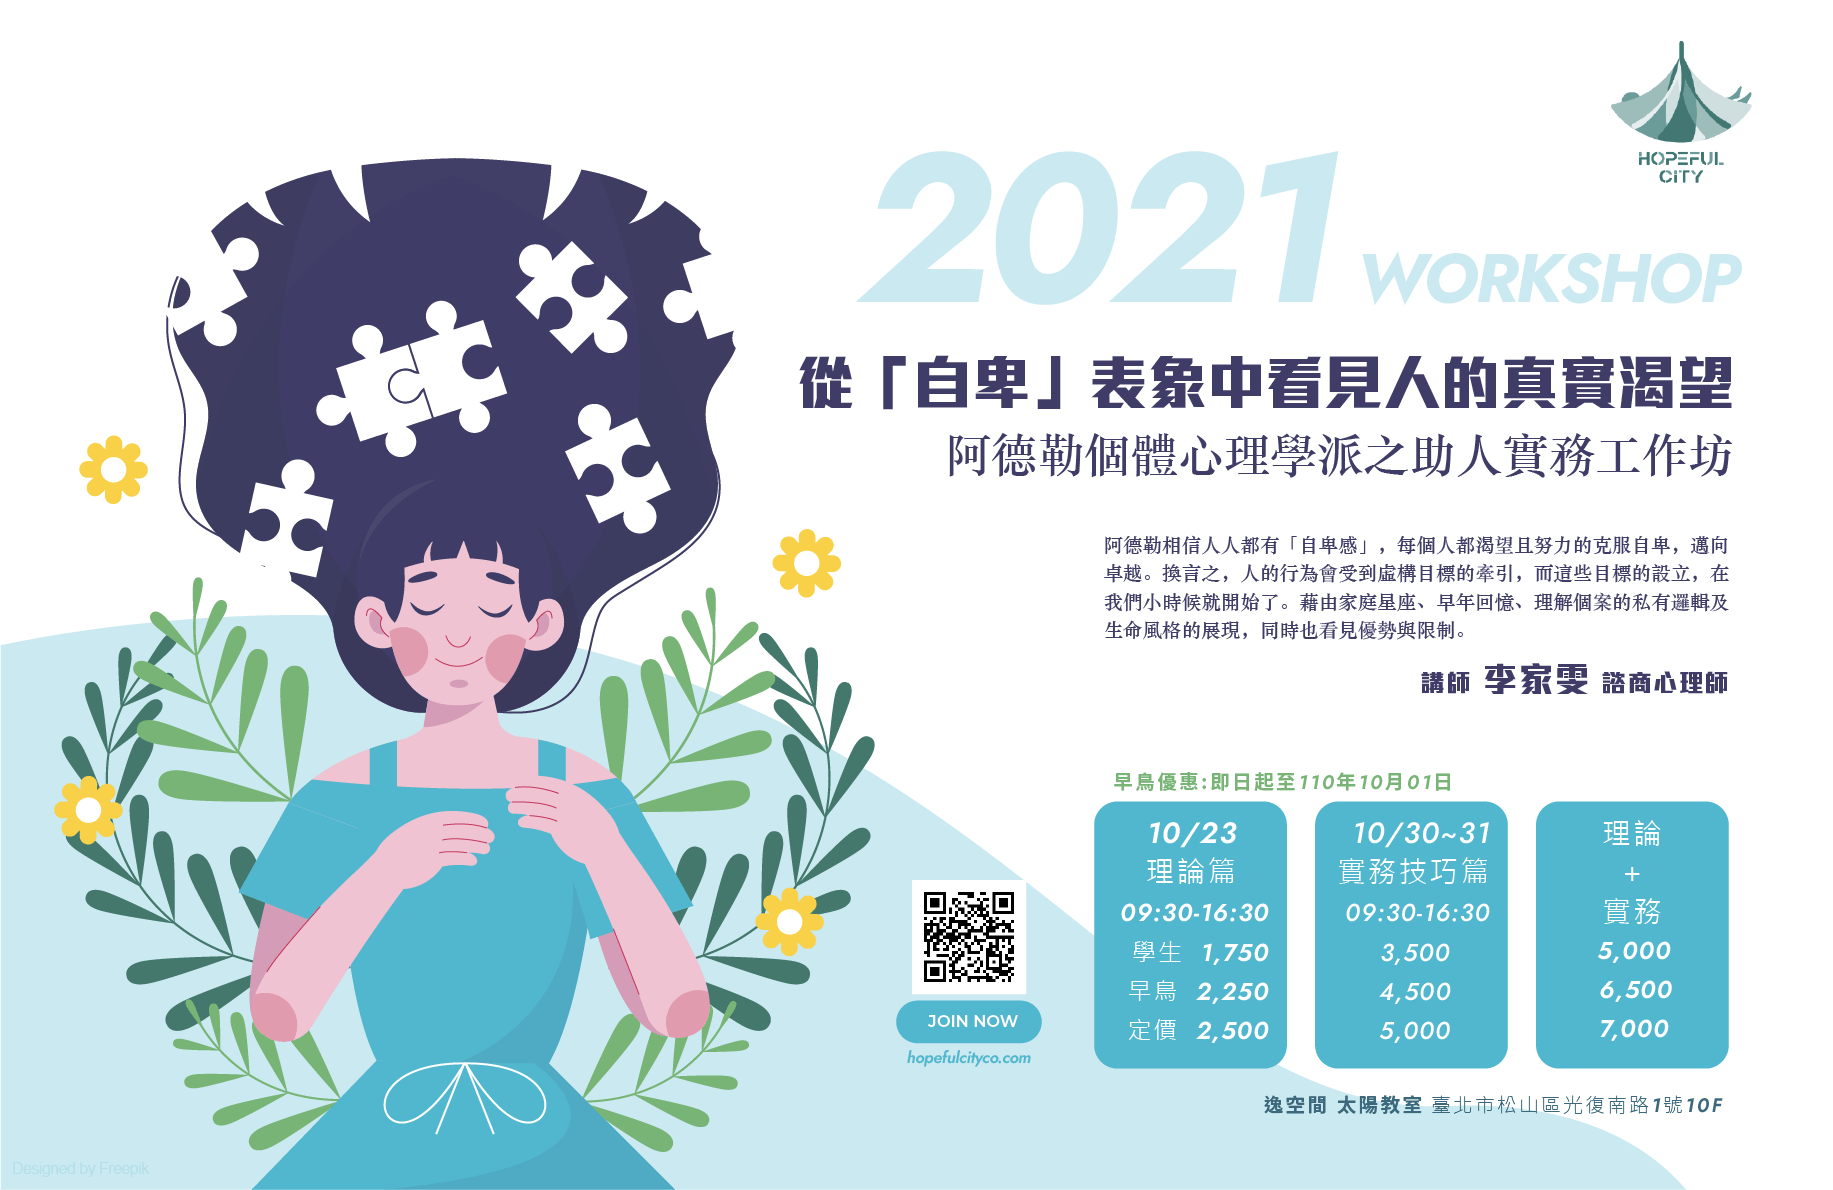 HOPEFUL
CITY
2021 WORKSHOP
從「自卑」表象中看見人的真實渴望
阿德勒個體心理學派之助人實務工作坊
阿德勒相信人人都有「自卑感」，每個人都渴望且努力的克服自卑，邁向
卓越。換言之，人的行為會受到虛構目標的牽引，而這些目標的設立，在
我們小時候就開始了。藉由家庭星座、早年回憶、理解個案的私有邏輯及
生命風格的展現，同時也看見優勢與限制。
講師 李家雯 諮商心理師
早鳥優惠:即日起至110年10月01日
10/23
理論篇
09:30-16:30
學生 1,750
早鳥 2,250
定價 2,500
10/30~31
實務技巧篇
09:30-16:30
3,500
4,500
5,000
理論
+
實務
5,000
6,500
7,000
JOIN NOW
hopefulcityco.com
逸空間 太陽教室 臺北市松山區光復南路1號10F
Designed by Freepik